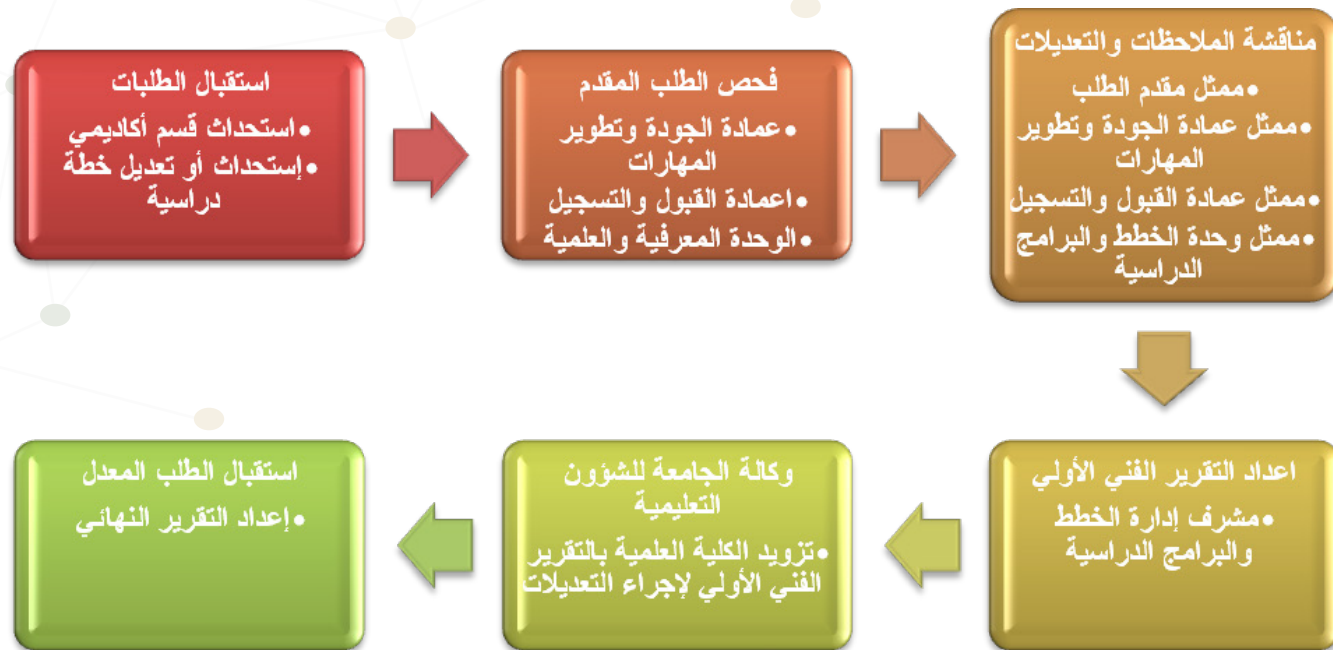 استقبال الطلبات
•استحداث قسم أكاديمي
•إستحداث أو تعديل خطة
دراسية
فحص الطلب المقدم
•عمادة الجودة وتطوير
المهارات
•اعمادة القبول والتسجيل
•الوحدة المعرفية والعلمية
مناقشة الملاحظات والتعديلات
•ممثل مقدم الطلب
•ممثل عمادة الجودة وتطوير
المهارات
•ممثل عمادة القبول والتسجيل
•ممثل وحدة الخطط والبرامج
الدراسية
اعداد التقرير الفني الأولي
•مشرف إدارة الخطط
والبرامج الدراسية
وكالة الجامعة للشؤون
التعليمية
•تزويد الكلية العلمية بالتقرير
الفني الأولي لإجراء التعديلات
استقبال الطلب المعدل
•إعداد التقرير النهائي